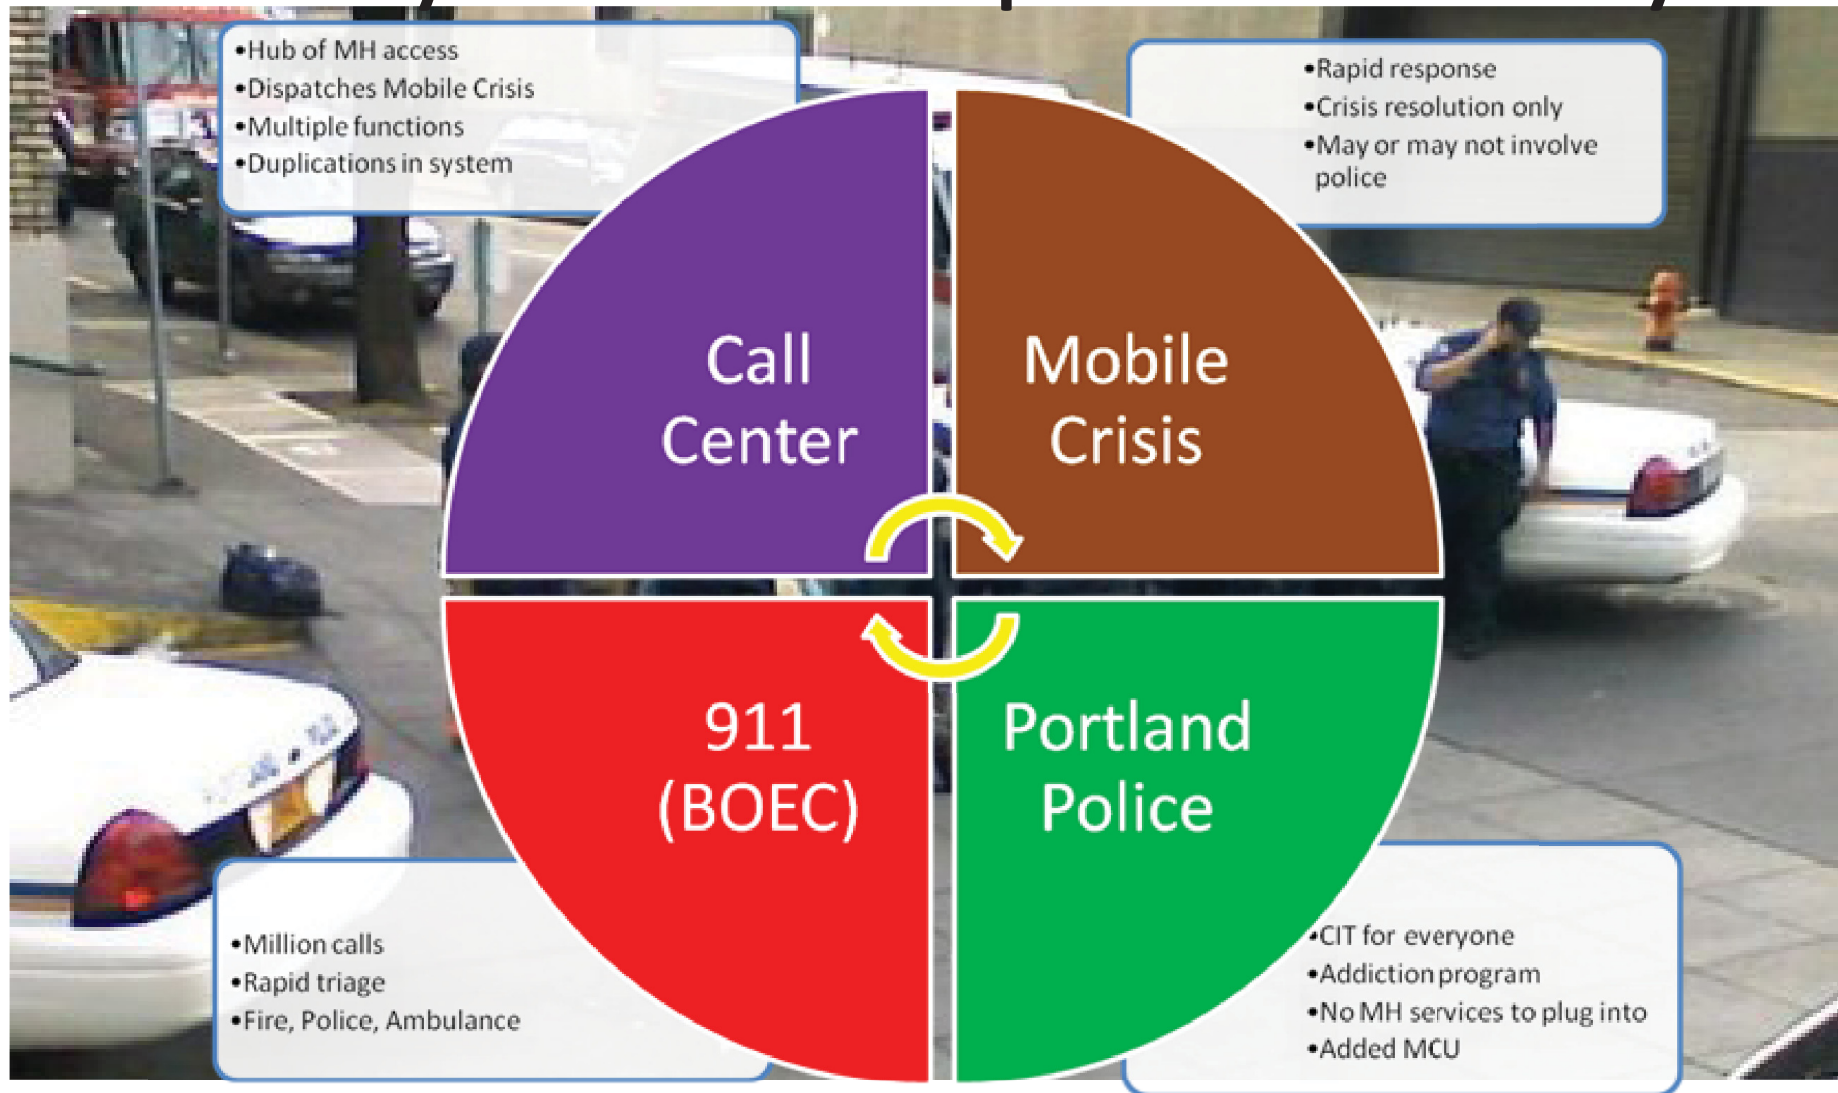 •Hub of MH access
•Dispatches Mobile Crisis
•Multiple functions
•Duplications in system
•Rapid response
•Crisis resolution only
•May or may not involve
police
Call
Center
Mobile
Crisis
911
(BOEC)
Portland
Police
•Million calls
•Rapid triage
•Fire, Police, Ambulance
•CIT for everyone
•Addiction program
•No MH services to plug into
•Added MCU